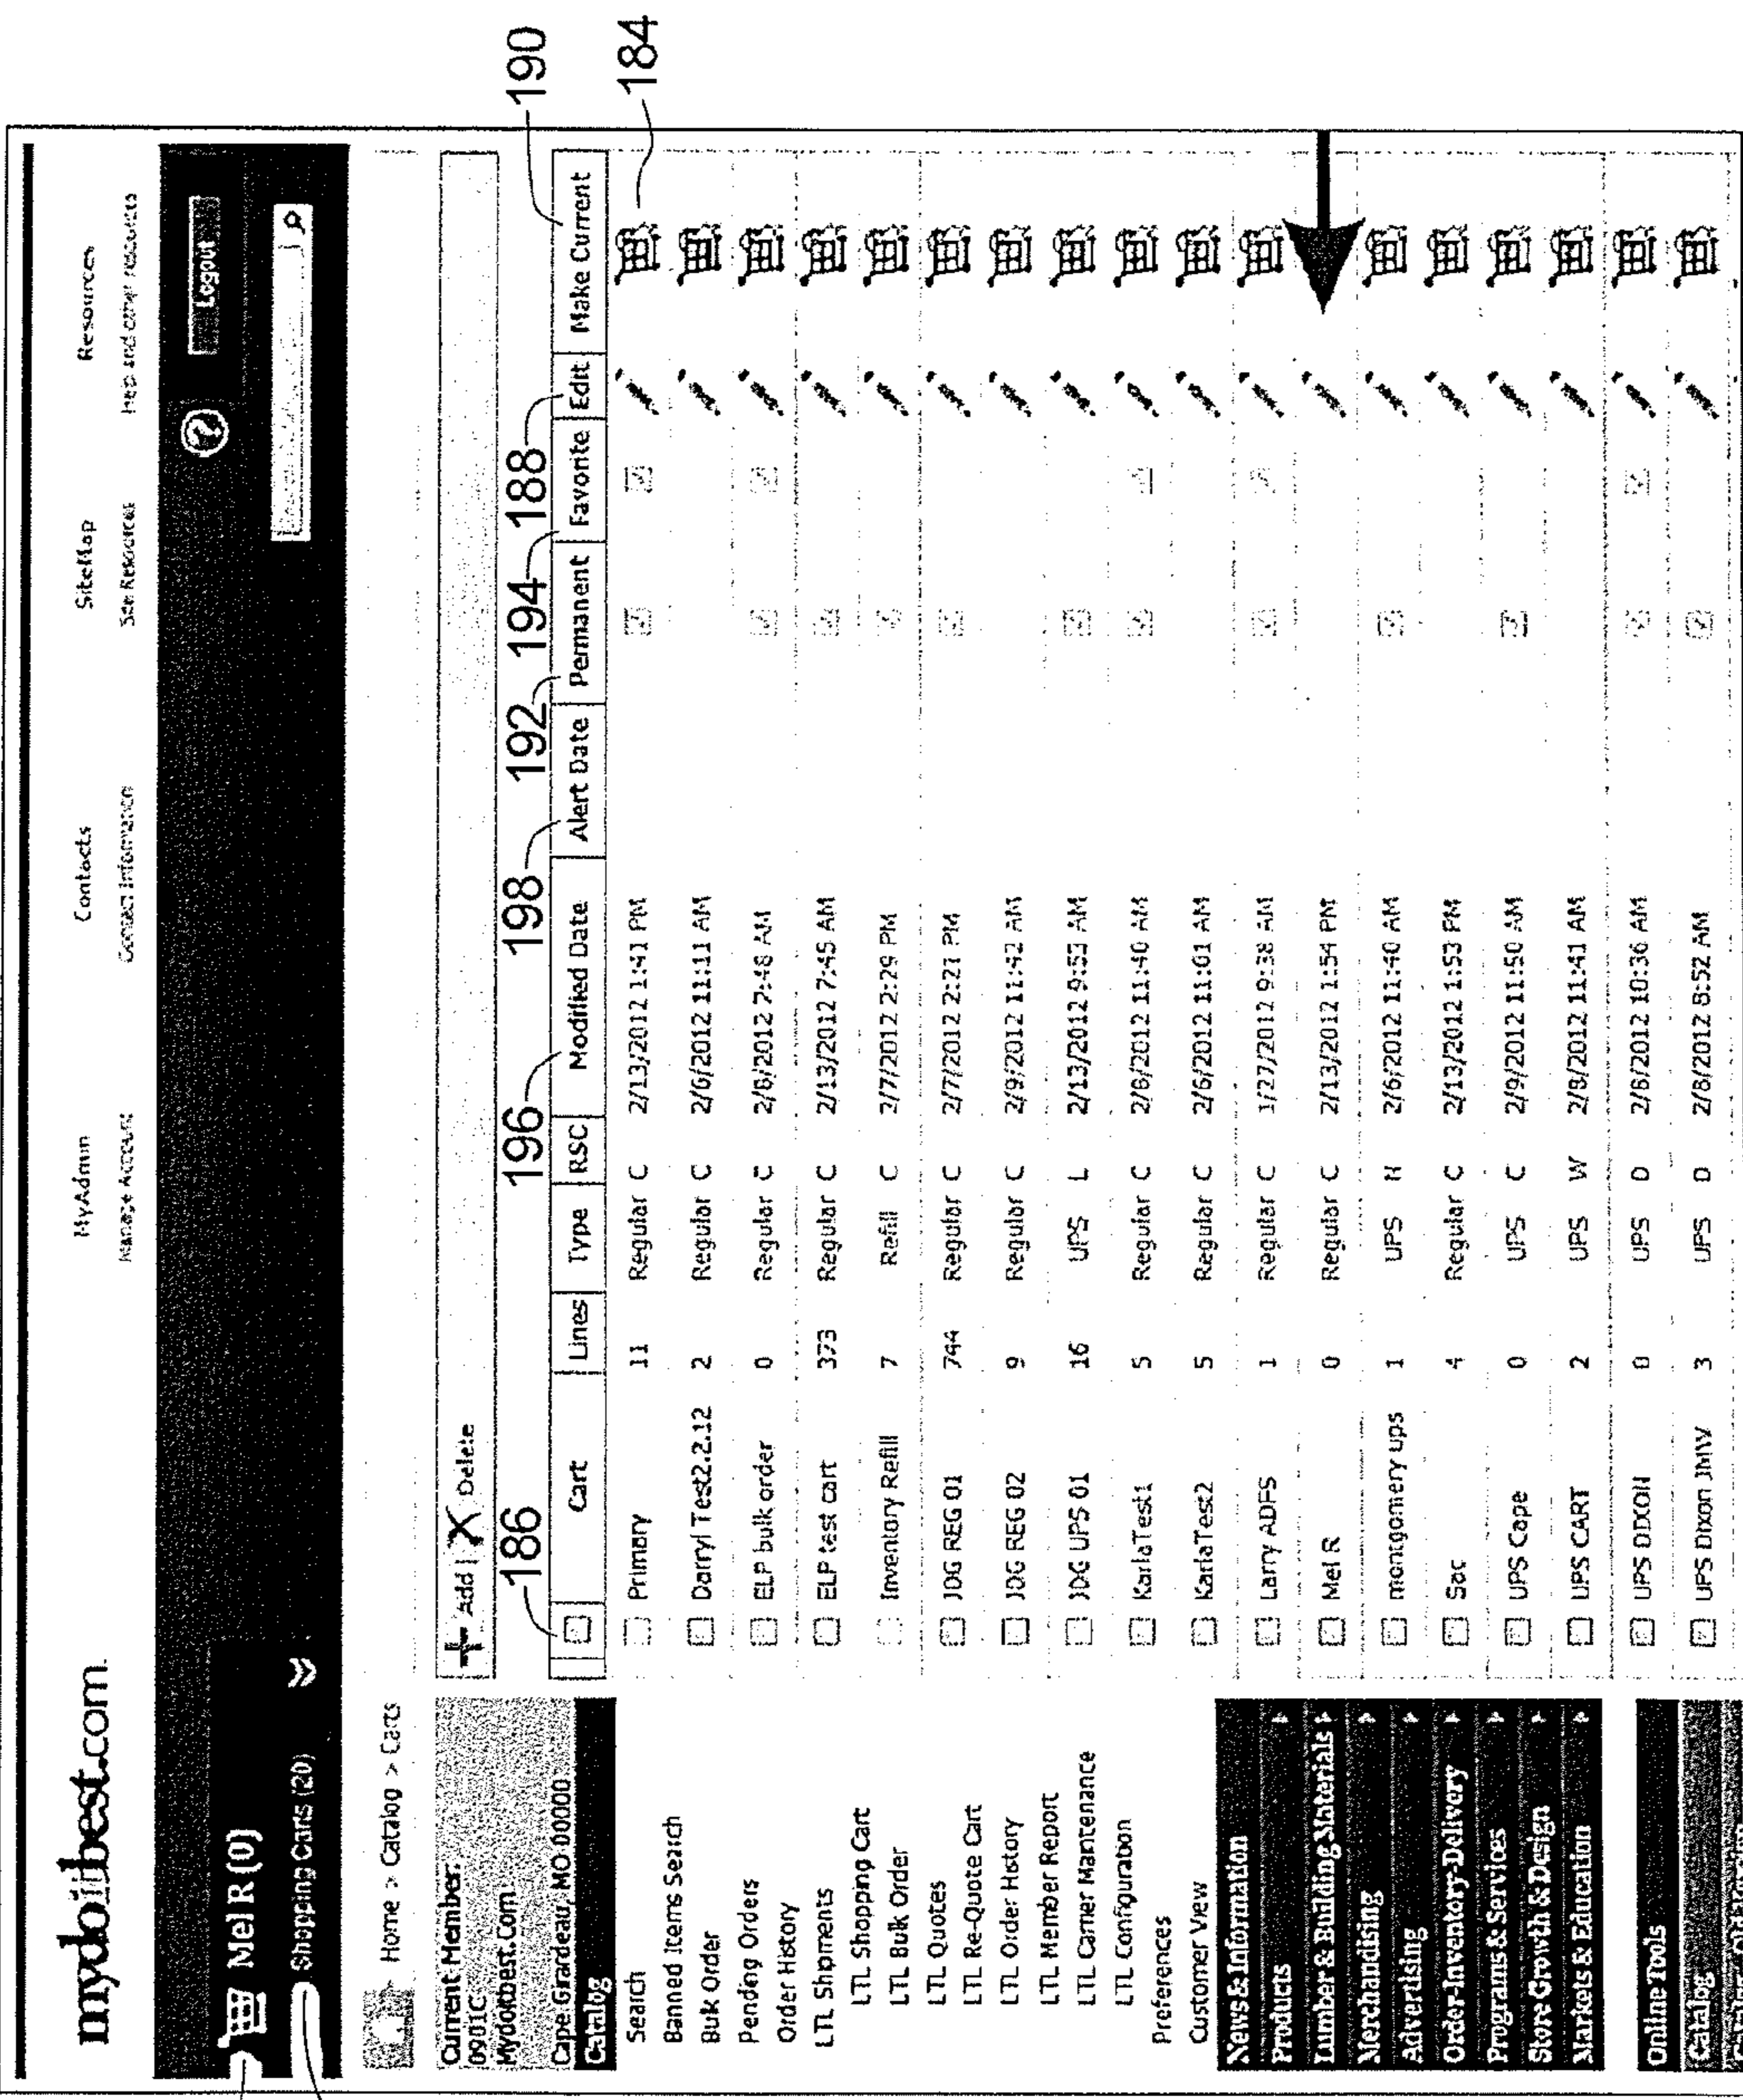 mydoitbest.com
MyAdmin
Manage Account
Contacts
Contact Information
SiteMap
Site Resources
Resources
Help and other resources
Mel R (0)
Logout
Shopping Carts (20)
Home > Catalog > Carts
Current Member:
0901C
Mydoitbest.Com
Cape Girardeau, MO 00000
Catalog
Search
Banned Items Search
Bulk Order
Pending Orders
Order History
LTL Shipments
LTL Shopping Cart
LTL Bulk Order
LTL Quotes
LTL Re-Quote Cart
LTL Order History
LTL Member Report
LTL Carrier Maintenance
LTL Configuration
Preferences
Customer View
News & Information
Products
Lumber & Building Materials
Merchandising
Advertising
Order-Inventory-Delivery
Programs & Services
Store Growth & Design
Markets & Education
Online Tools
Catalog
Add | Delete
186 196 198 192 194 188 190
Cart Lines Type RSC Modified Date Alert Date Permanent Favorite Edit Make Current
Primary 11 Regular C 2/13/2012 1:41 PM 184
Darryl Test2.2.12 2 Regular C 2/6/2012 11:11 AM
ELP bulk order 0 Regular C 2/8/2012 7:48 AM
ELP test cart 373 Regular C 2/13/2012 7:45 AM
Inventory Refill 7 Refill C 2/7/2012 2:29 PM
JDG REG 01 744 Regular C 2/7/2012 2:21 PM
JDG REG 02 9 Regular C 2/9/2012 11:42 AM
JDG UPS 01 16 UPS L 2/13/2012 9:53 AM
KarlaTest1 5 Regular C 2/8/2012 11:40 AM
KarlaTest2 5 Regular C 2/6/2012 11:01 AM
Larry ADFS 1 Regular C 1/27/2012 9:38 AM
Mel R 0 Regular C 2/13/2012 1:54 PM
montgomery ups 1 UPS N 2/6/2012 11:40 AM
Sac 4 Regular C 2/13/2012 1:53 PM
UPS Cape 0 UPS C 2/9/2012 11:50 AM
UPS CART 2 UPS W 2/8/2012 11:41 AM
UPS DIXON 0 UPS D 2/8/2012 10:36 AM
UPS Dixon JMW 3 UPS D 2/8/2012 8:52 AM